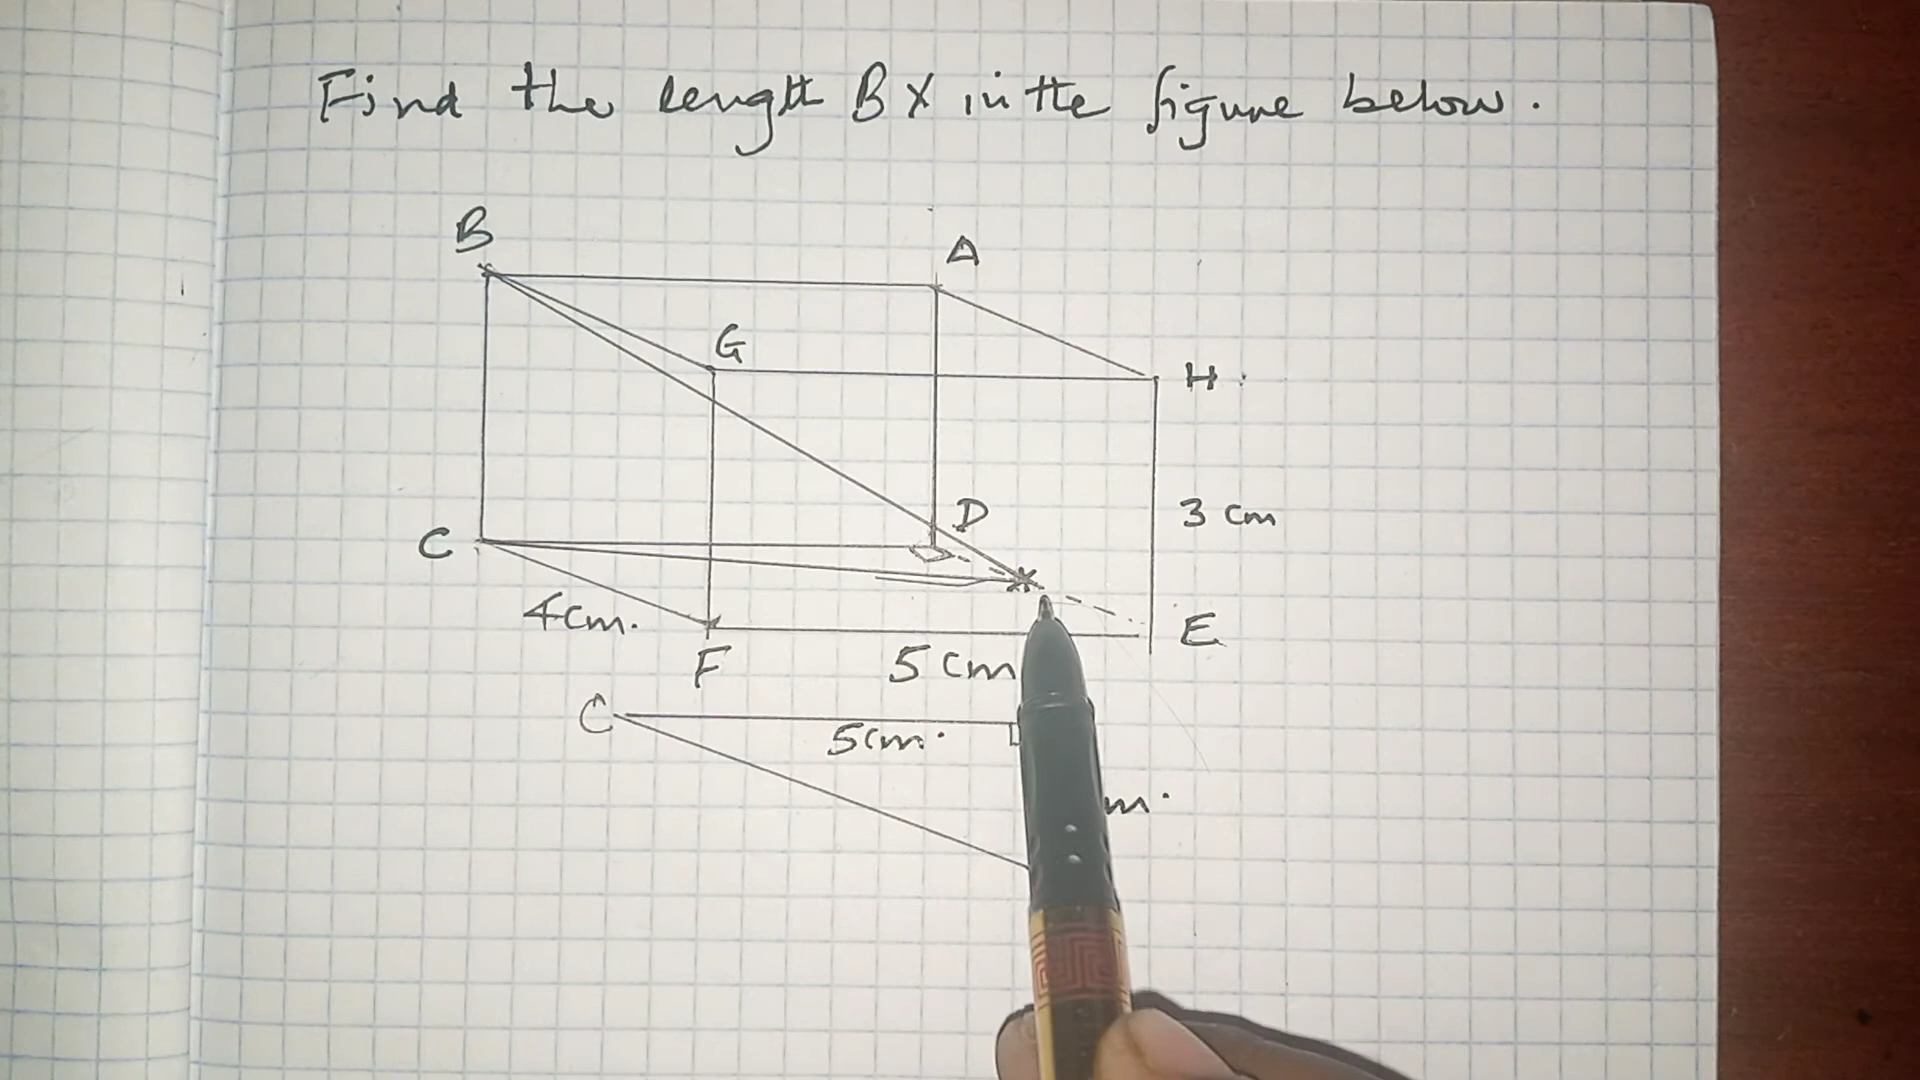 Find the length BX in the figure below.
B
A
G
H
D
3 cm
C
X
4cm.
E
F
5 cm
C
5cm.
m.